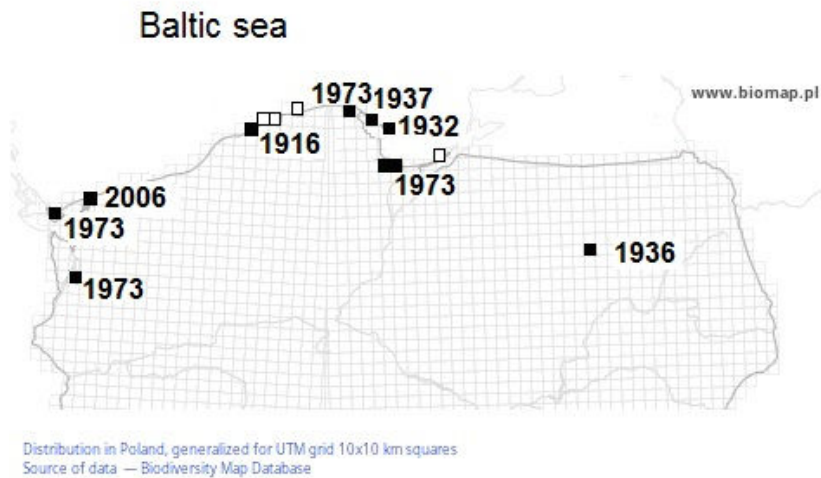 Baltic sea
www.biomap.pl
1973 1937
1932
1916
1973
2006
1973
1936
1973
Distribution in Poland, generalized for UTM grid 10x10 km squares
Source of data — Biodiversity Map Database